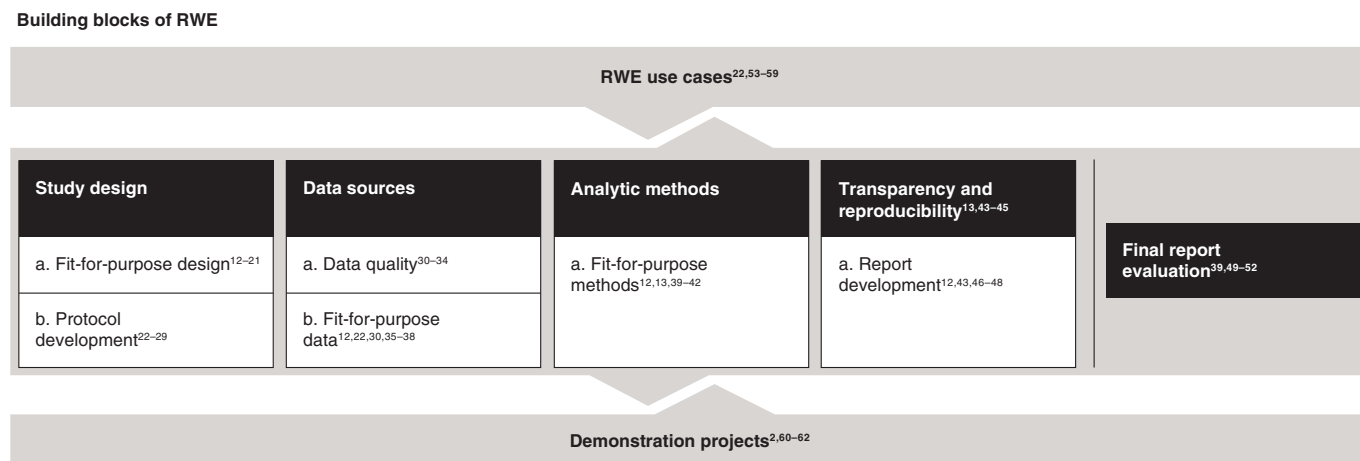 Building blocks of RWE
RWE use cases22,53–59
Study design
a. Fit-for-purpose design12–21
b. Protocol
development22–29
Data sources
a. Data quality30–34
b. Fit-for-purpose
data12,22,30,35–38
Analytic methods
a. Fit-for-purpose
methods12,13,39–42
Transparency and
reproducibility13,43–45
a. Report
development12,43,46–48
Final report
evaluation39,49–52
Demonstration projects2,60–62